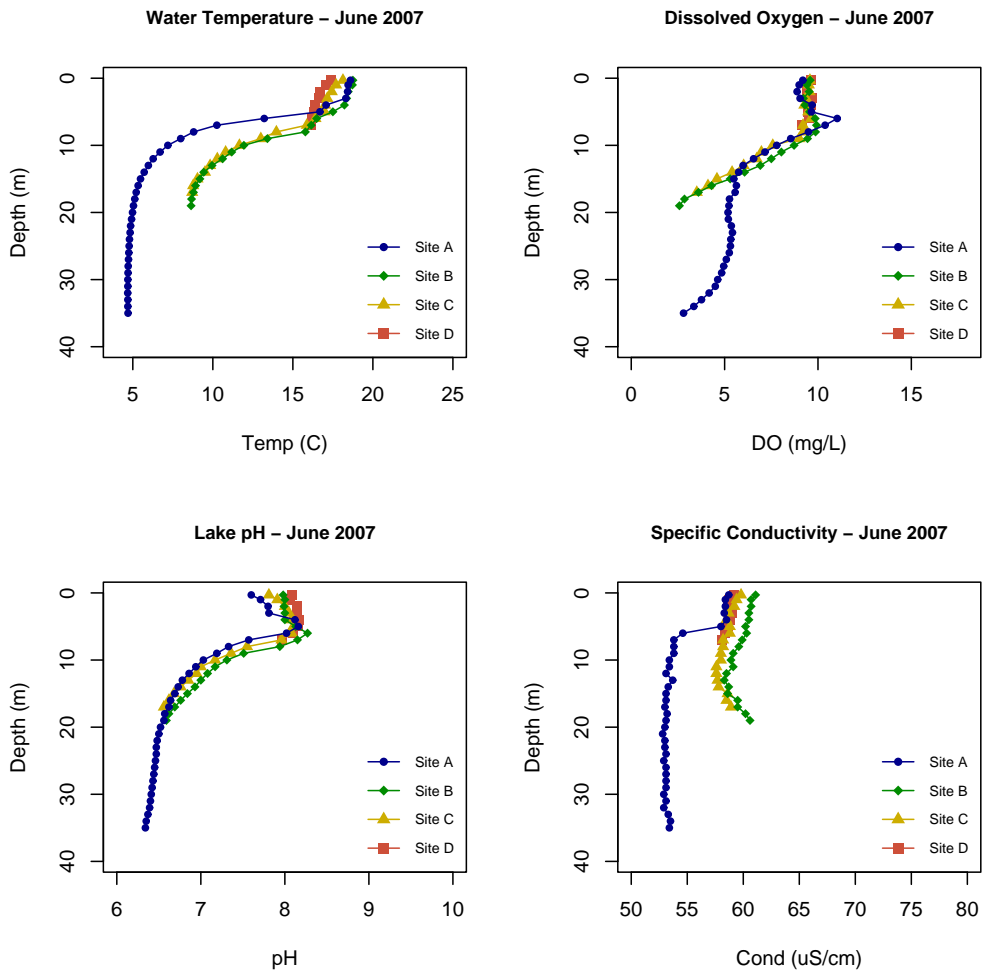 Water Temperature – June 2007
0
10
20
30
40
Depth (m)
5
10
15
20
25
Temp (C)
Site A
Site B
Site C
Site D
Dissolved Oxygen – June 2007
0
10
20
30
40
Depth (m)
0
5
10
15
DO (mg/L)
Site A
Site B
Site C
Site D
Lake pH – June 2007
0
10
20
30
40
Depth (m)
6
7
8
9
10
pH
Site A
Site B
Site C
Site D
Specific Conductivity – June 2007
0
10
20
30
40
Depth (m)
50
55
60
65
70
75
80
Cond (uS/cm)
Site A
Site B
Site C
Site D